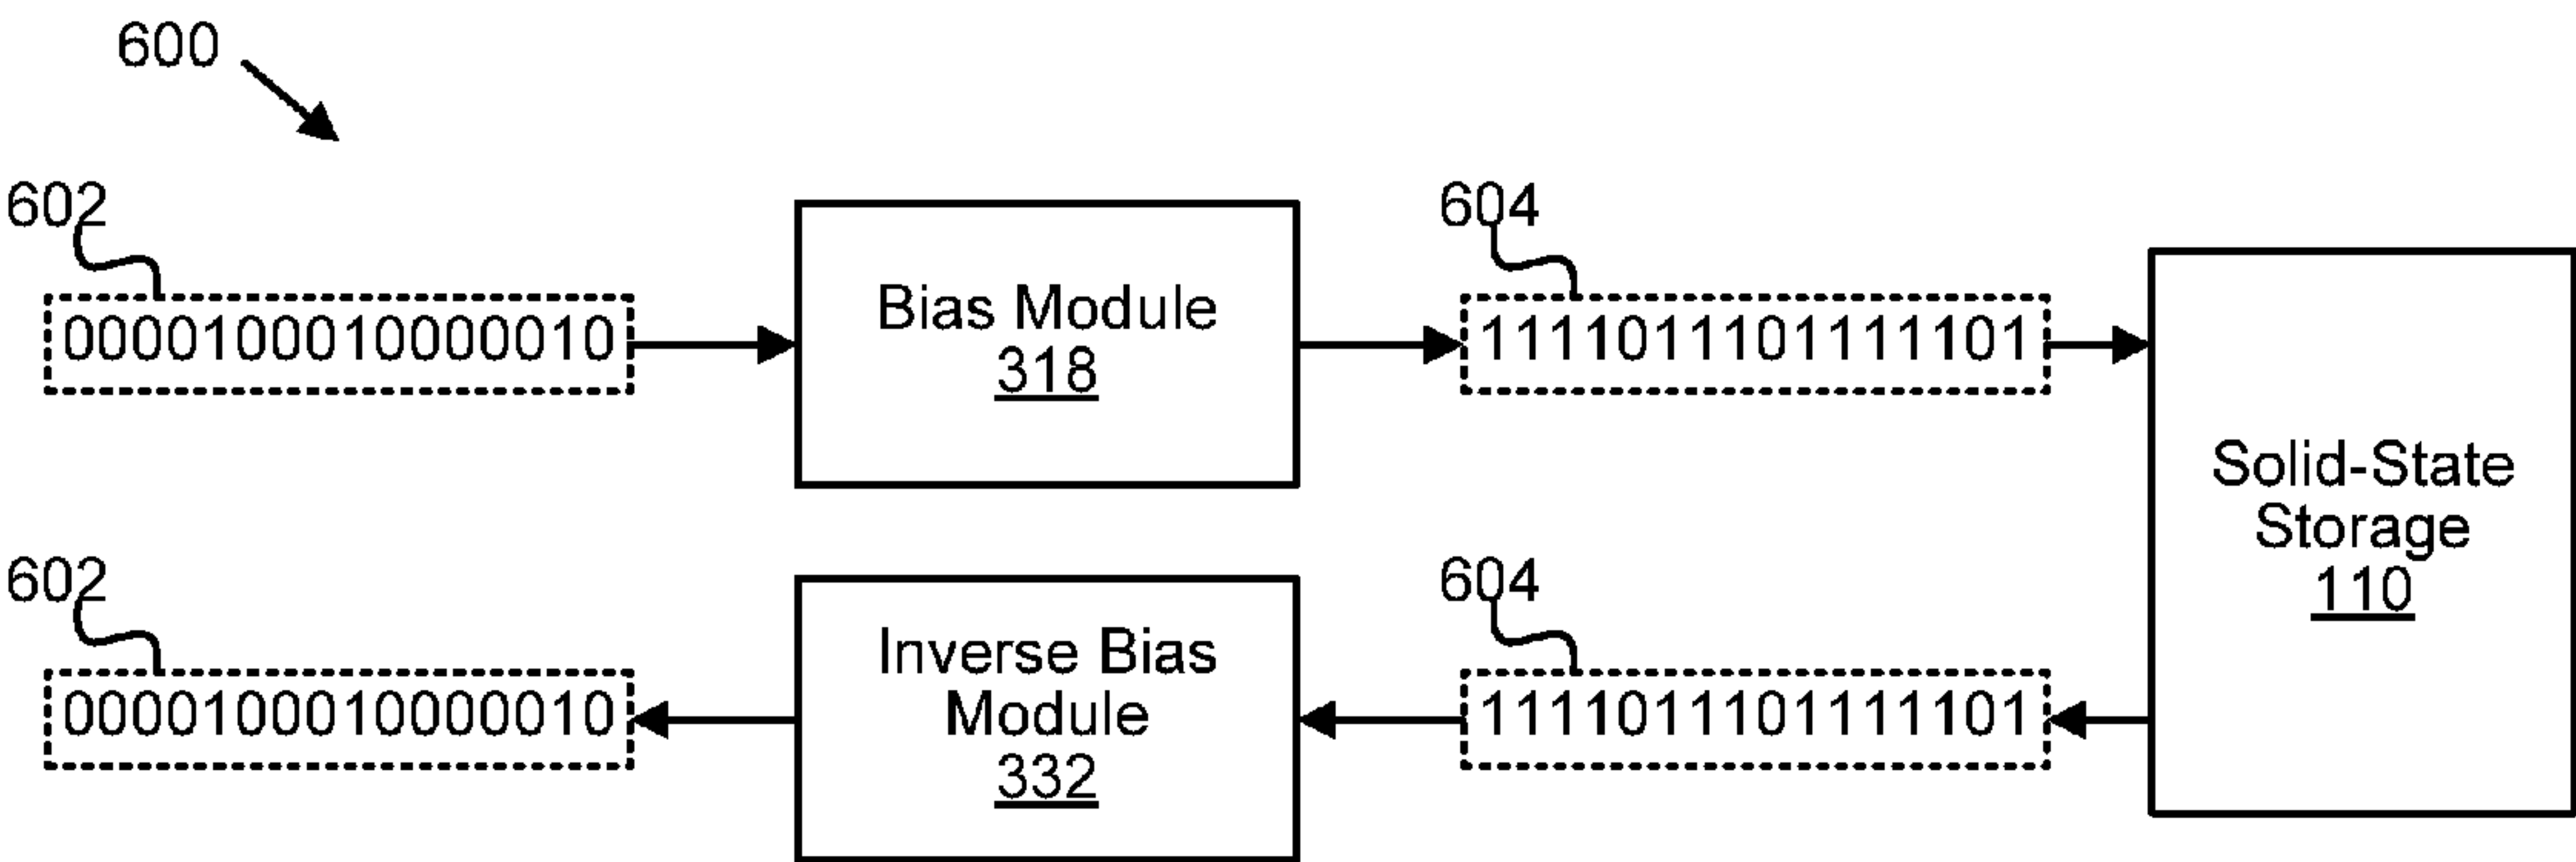 600
602
604
0000100010000010
Bias Module
318
1111011101111101
Solid-State
Storage
110
602
604
0000100010000010
Inverse Bias
Module
332
1111011101111101